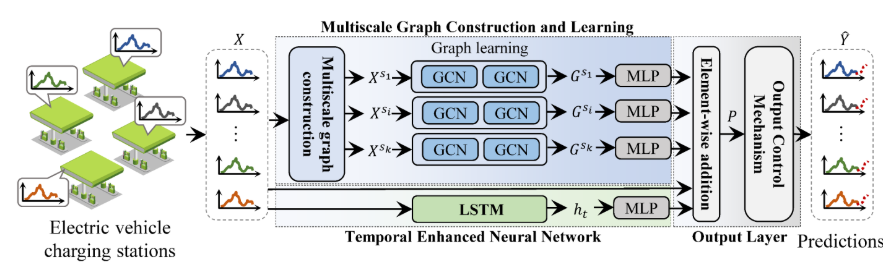 Multiscale Graph Construction and Learning
X
Graph learning
Ŷ
Multiscale graph
construction
X^{s_1}
GCN
GCN
G^{s_1}
MLP
X^{s_i}
GCN
GCN
G^{s_i}
MLP
X^{s_k}
GCN
GCN
G^{s_k}
MLP
Element-wise addition
P
Output Control
Mechanism
LSTM
h_t
MLP
Electric vehicle
charging stations
Temporal Enhanced Neural Network
Output Layer
Predictions